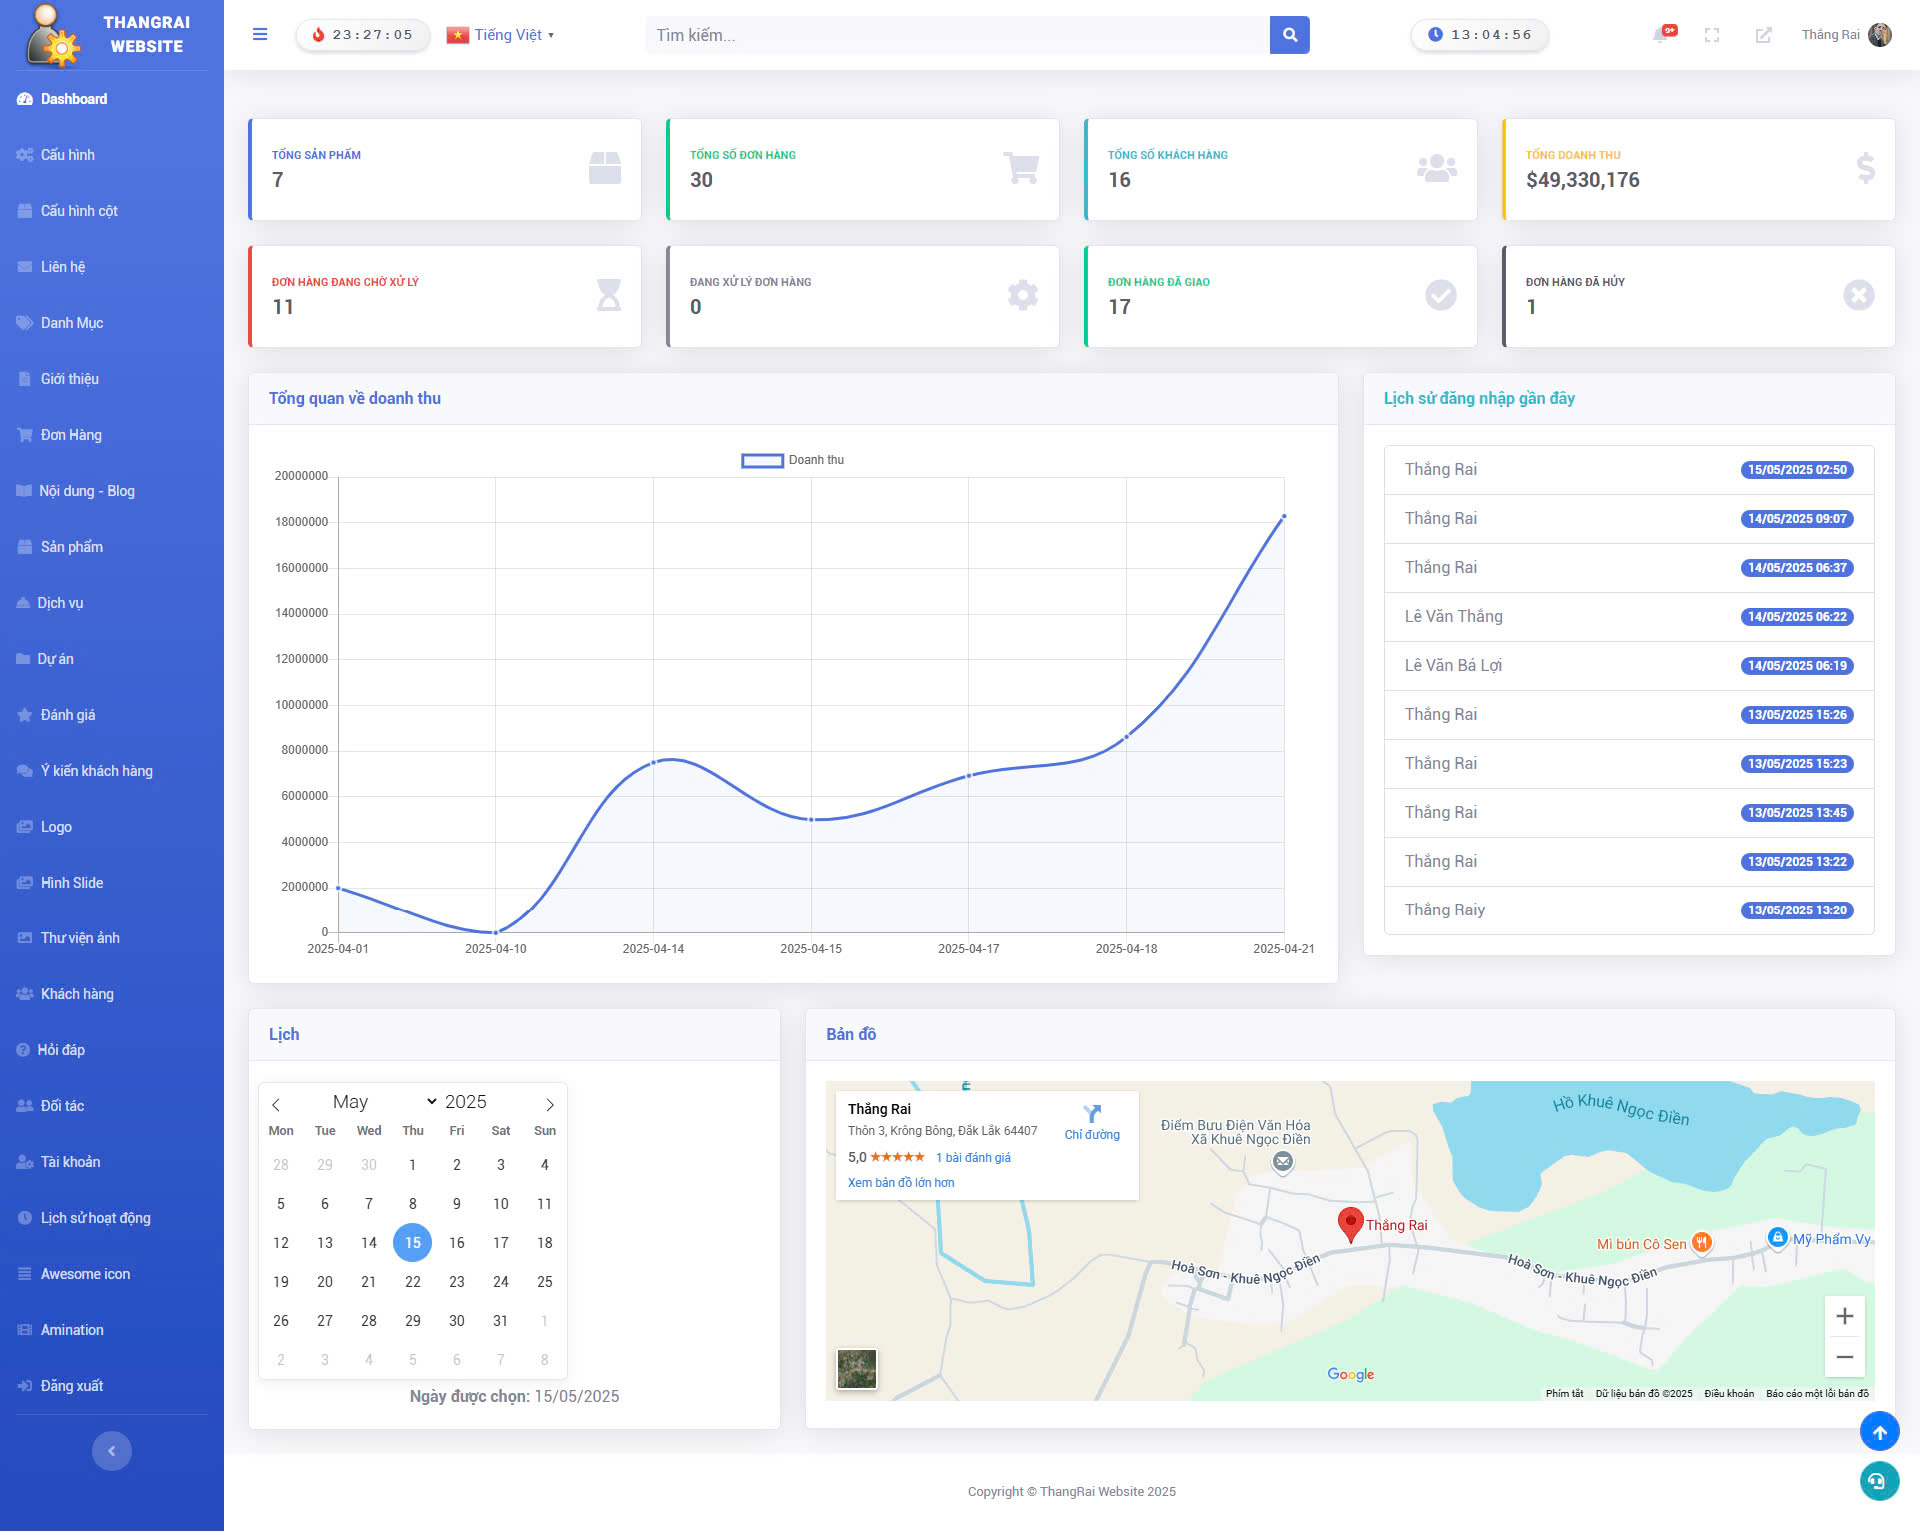 THANGRAI
WEBSITE
23:27:05
Tiếng Việt
Tìm kiếm...
13:04:56
9+
Thắng Rai
Dashboard
Cấu hình
Cấu hình cột
Liên hệ
Danh Mục
Giới thiệu
Đơn Hàng
Nội dung - Blog
Sản phẩm
Dịch vụ
Dự án
Đánh giá
Ý kiến khách hàng
Logo
Hình Slide
Thư viện ảnh
Khách hàng
Hỏi đáp
Đối tác
Tài khoản
Lịch sử hoạt động
Awesome icon
Amination
Đăng xuất
TỔNG SẢN PHẨM
7
TỔNG SỐ ĐƠN HÀNG
30
TỔNG SỐ KHÁCH HÀNG
16
TỔNG DOANH THU
$49,330,176
ĐƠN HÀNG ĐANG CHỜ XỬ LÝ
11
ĐANG XỬ LÝ ĐƠN HÀNG
0
ĐƠN HÀNG ĐÃ GIAO
17
ĐƠN HÀNG ĐÃ HỦY
1
Tổng quan về doanh thu
Doanh thu
20000000
18000000
16000000
14000000
12000000
10000000
8000000
6000000
4000000
2000000
0
2025-04-01 2025-04-10 2025-04-14 2025-04-15 2025-04-17 2025-04-18 2025-04-21
Lịch sử đăng nhập gần đây
Thắng Rai 15/05/2025 02:50
Thắng Rai 14/05/2025 09:07
Thắng Rai 14/05/2025 06:37
Lê Văn Thắng 14/05/2025 06:22
Lê Văn Bá Lợi 14/05/2025 06:19
Thắng Rai 13/05/2025 15:26
Thắng Rai 13/05/2025 15:23
Thắng Rai 13/05/2025 13:45
Thắng Rai 13/05/2025 13:22
Thắng Raiy 13/05/2025 13:20
Lịch
May 2025
Mon Tue Wed Thu Fri Sat Sun
28 29 30 1 2 3 4
5 6 7 8 9 10 11
12 13 14 15 16 17 18
19 20 21 22 23 24 25
26 27 28 29 30 31 1
2 3 4 5 6 7 8
Ngày được chọn: 15/05/2025
Bản đồ
Thắng Rai
Thôn 3, Krông Bông, Đắk Lắk 64407
5,0 ★★★★★ 1 bài đánh giá
Xem bản đồ lớn hơn
Chỉ đường
Điểm Bưu Điện Văn Hóa
Xã Khuê Ngọc Điền
Hồ Khuê Ngọc Điền
Thắng Rai
Mì bún Cô Sen
Mỹ Phẩm Vy
Hoà Sơn - Khuê Ngọc Điền
Hoà Sơn - Khuê Ngọc Điền
Google
Phím tắt Dữ liệu bản đồ ©2025 Điều khoản Báo cáo một lỗi bản đồ
Copyright © ThangRai Website 2025